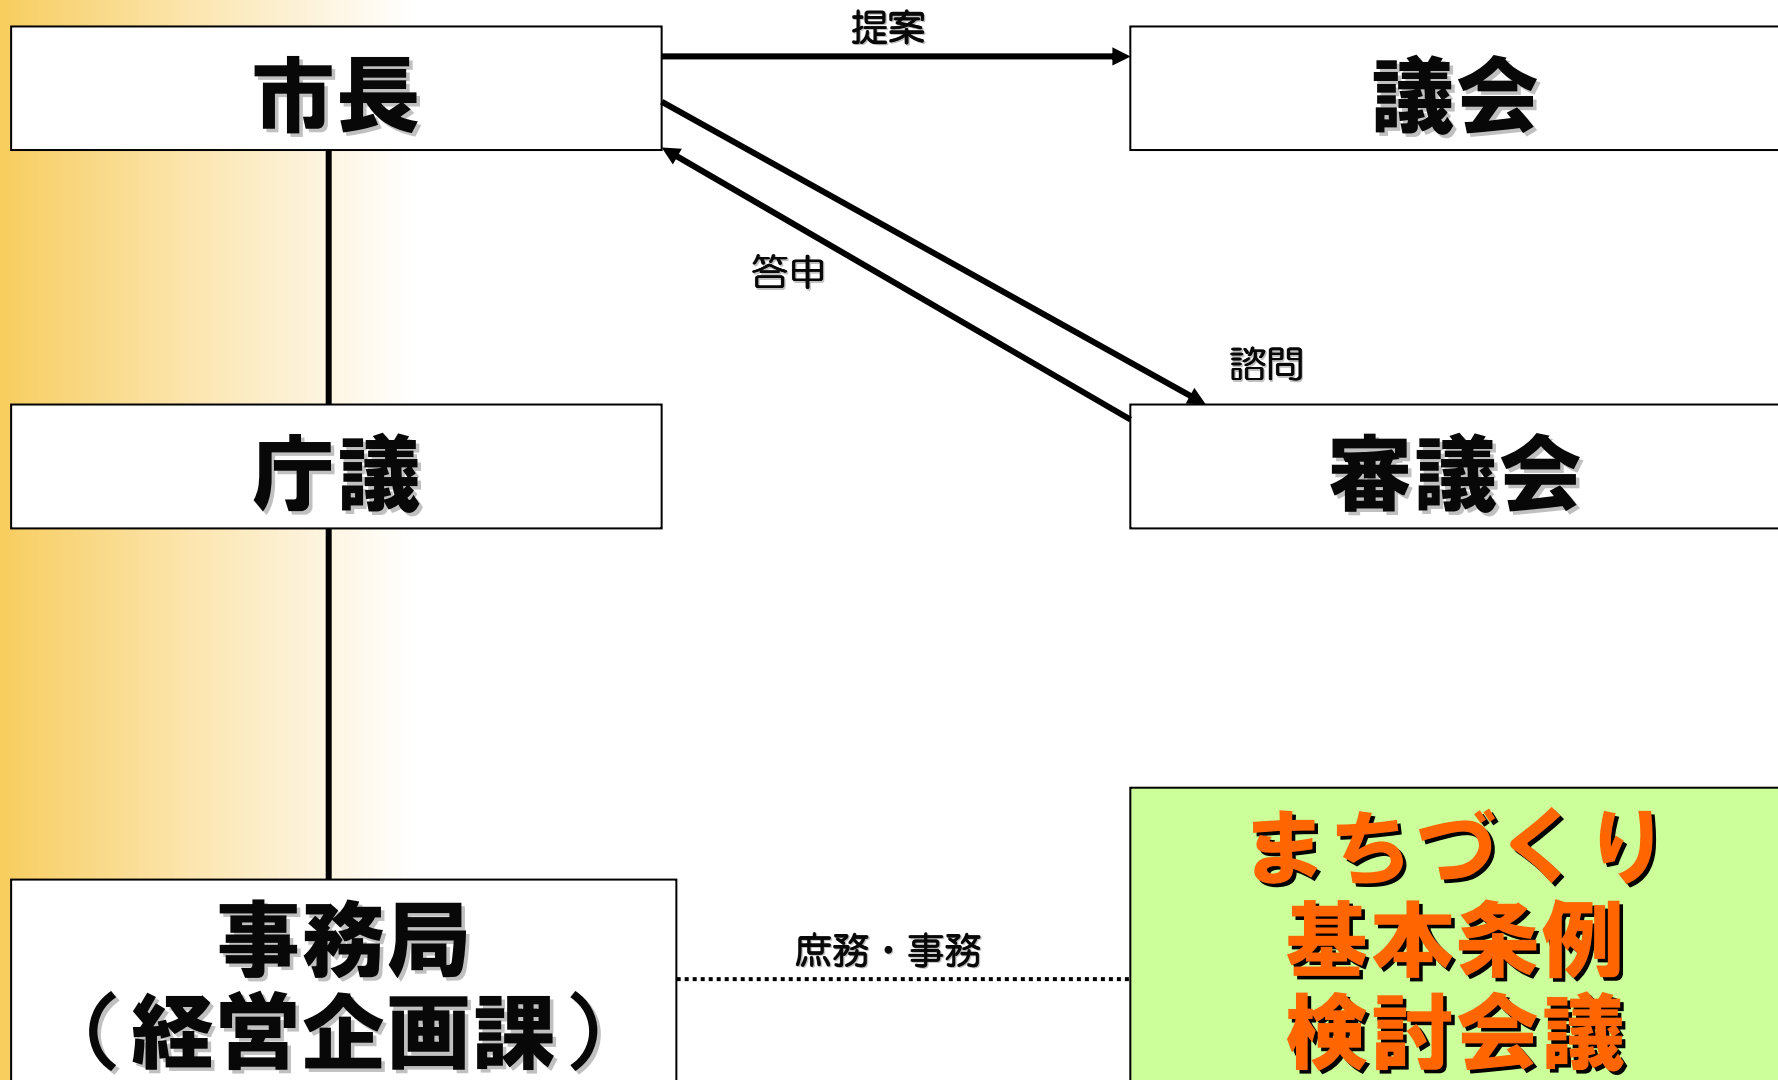 提案
市長
議会
答申
諮問
庁議
審議会
まちづくり
基本条例
検討会議
事務局
（経営企画課）
庶務・事務